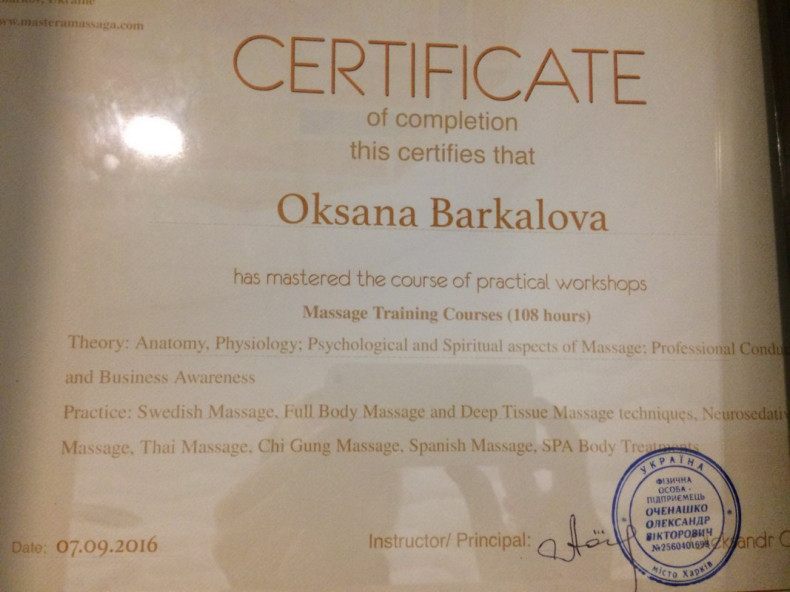 Ukraine
www.masteramassaga.com
CERTIFICATE
of completion
this certifies that
Oksana Barkalova
has mastered the course of practical workshops
Massage Training Courses (108 hours)
Theory: Anatomy, Physiology; Psychological and Spiritual aspects of Massage; Professional Condu
and Business Awareness
Practice: Swedish Massage, Full Body Massage and Deep Tissue Massage techniques, Neurosedati
Massage, Thai Massage, Chi Gung Massage, Spanish Massage, SPA Body Treatments
УКРАЇНА
ФІЗИЧНА
ОСОБА -
ПІДПРИЄМЕЦЬ
ОЧЕНАШКО
ОЛЕКСАНДР
ВІКТОРОВИЧ
місто Харків
Date: 07.09.2016
Instructor/ Principal: